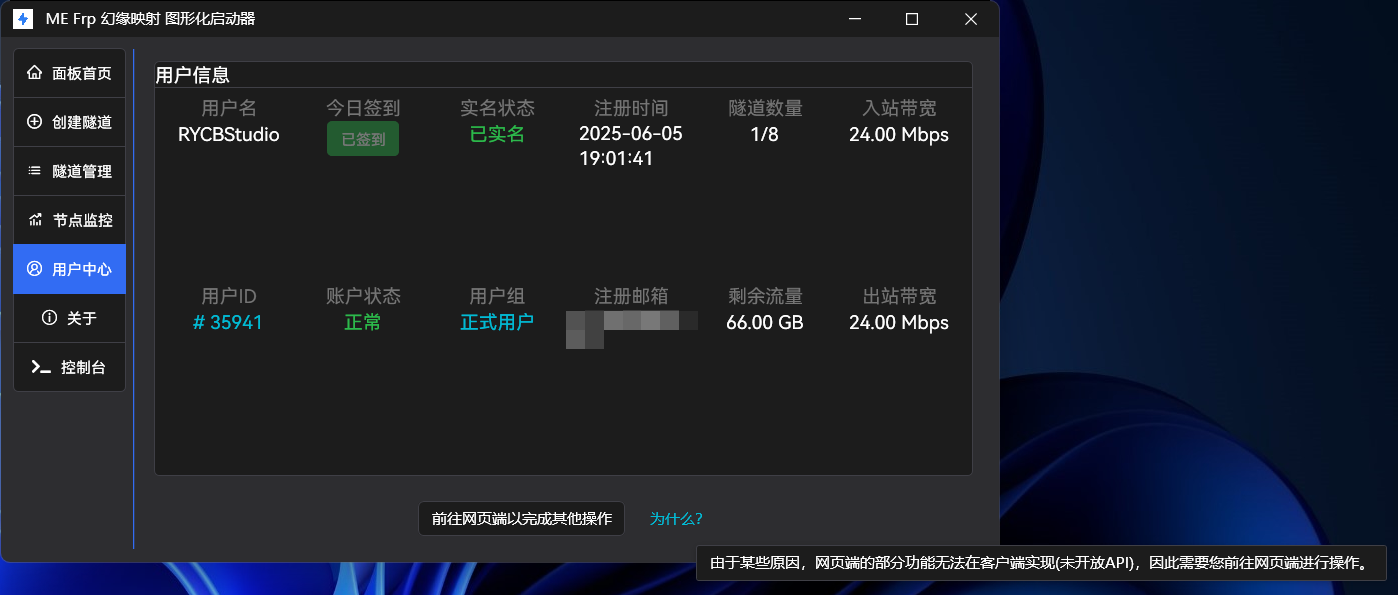 ME Frp 幻缘映射 图形化启动器
面板首页
创建隧道
隧道管理
节点监控
用户中心
关于
控制台
用户信息
用户名
RYCBStudio
今日签到
已签到
实名状态
已实名
注册时间
2025-06-05
19:01:41
隧道数量
1/8
入站带宽
24.00 Mbps
用户ID
# 35941
账户状态
正常
用户组
正式用户
注册邮箱
剩余流量
66.00 GB
出站带宽
24.00 Mbps
前往网页端以完成其他操作
为什么?
由于某些原因，网页端的部分功能无法在客户端实现(未开放API)，因此需要您前往网页端进行操作。